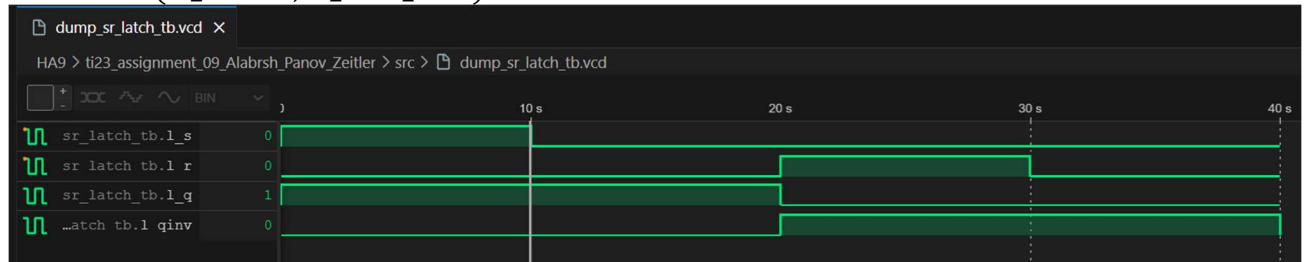 dump_sr_latch_tb.vcd ×
HA9 > ti23_assignment_09_Alabrsh_Panov_Zeitler > src > dump_sr_latch_tb.vcd
+ - BIN
10 s 20 s 30 s 40 s
sr_latch_tb.l_s 0
sr latch tb.l r 0
sr_latch_tb.l_q 1
…atch tb.l qinv 0